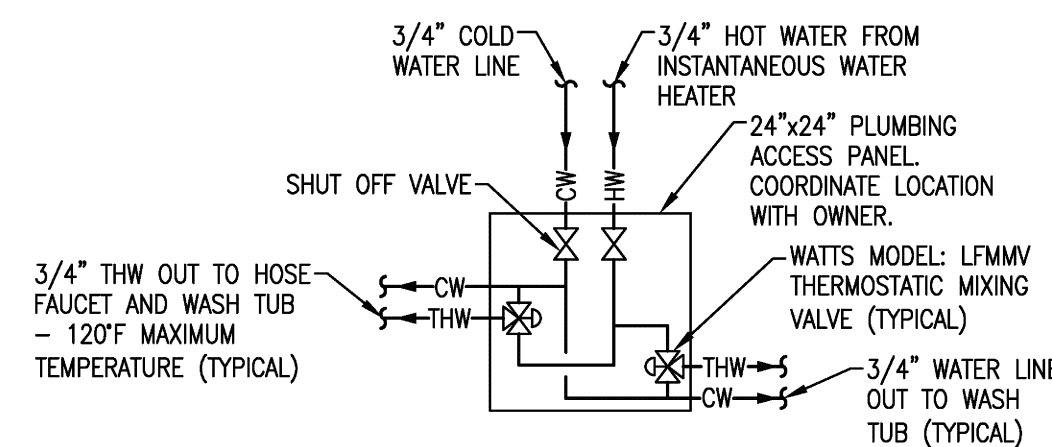 3/4" COLD
WATER LINE
3/4" HOT WATER FROM
INSTANTANEOUS WATER
HEATER
24"x24" PLUMBING
ACCESS PANEL.
COORDINATE LOCATION
WITH OWNER.
SHUT OFF VALVE
CW
HW
WATTS MODEL: LFMMV
THERMOSTATIC MIXING
VALVE (TYPICAL)
3/4" THW OUT TO HOSE
FAUCET AND WASH TUB
- 120°F MAXIMUM
TEMPERATURE (TYPICAL)
CW
THW
THW
CW
3/4" WATER LINE
OUT TO WASH
TUB (TYPICAL)